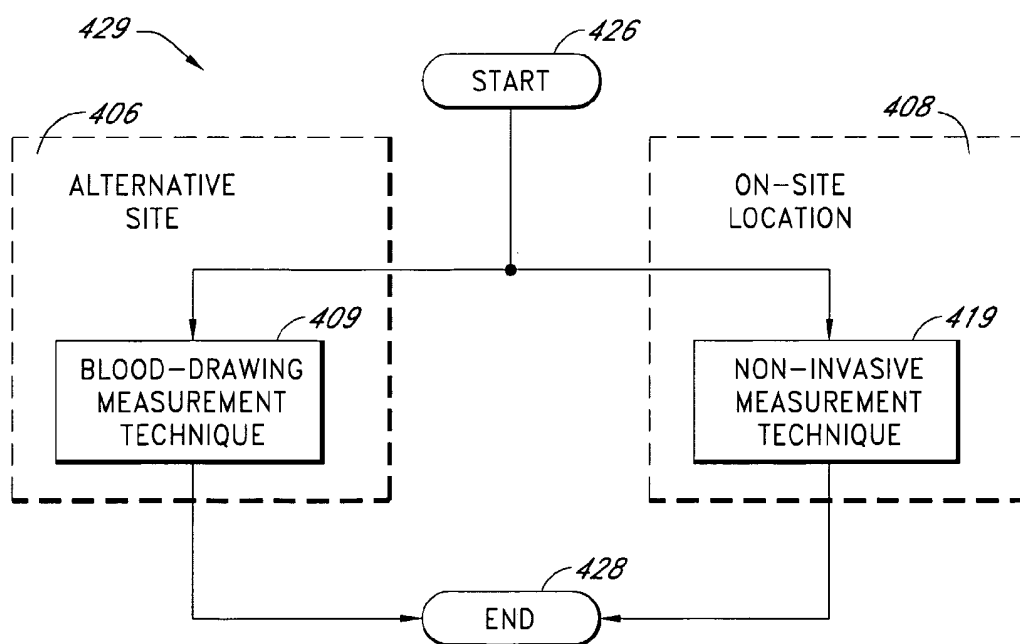 429
426
START
406
408
ALTERNATIVE
SITE
ON-SITE
LOCATION
409
419
BLOOD-DRAWING
MEASUREMENT
TECHNIQUE
NON-INVASIVE
MEASUREMENT
TECHNIQUE
428
END